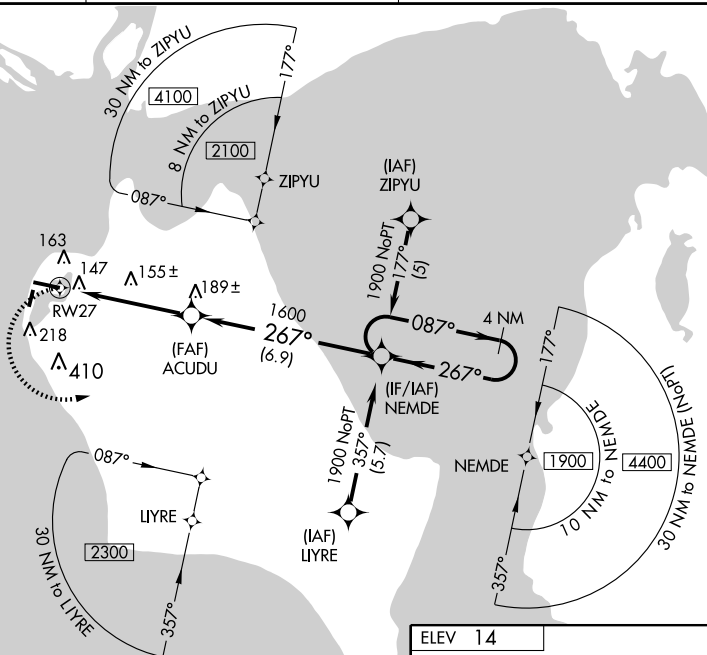 30 NM to ZIPYU
4100
8 NM to ZIPYU
2100
177°
087°
ZIPYU
(IAF)
ZIPYU
1900 NoPT
177°
(5)
163
147
155±
189±
RW27
218
410
(FAF)
ACUDU
1600
267°
(6.9)
087°
4 NM
267°
(IF/IAF)
NEMDE
1900 NoPT
357°
(5.7)
(IAF)
LIYRE
177°
NEMDE
1900
10 NM to NEMDE
4400
30 NM to NEMDE (NoPT)
357°
087°
LIYRE
2300
30 NM to LIYRE
357°
ELEV 14